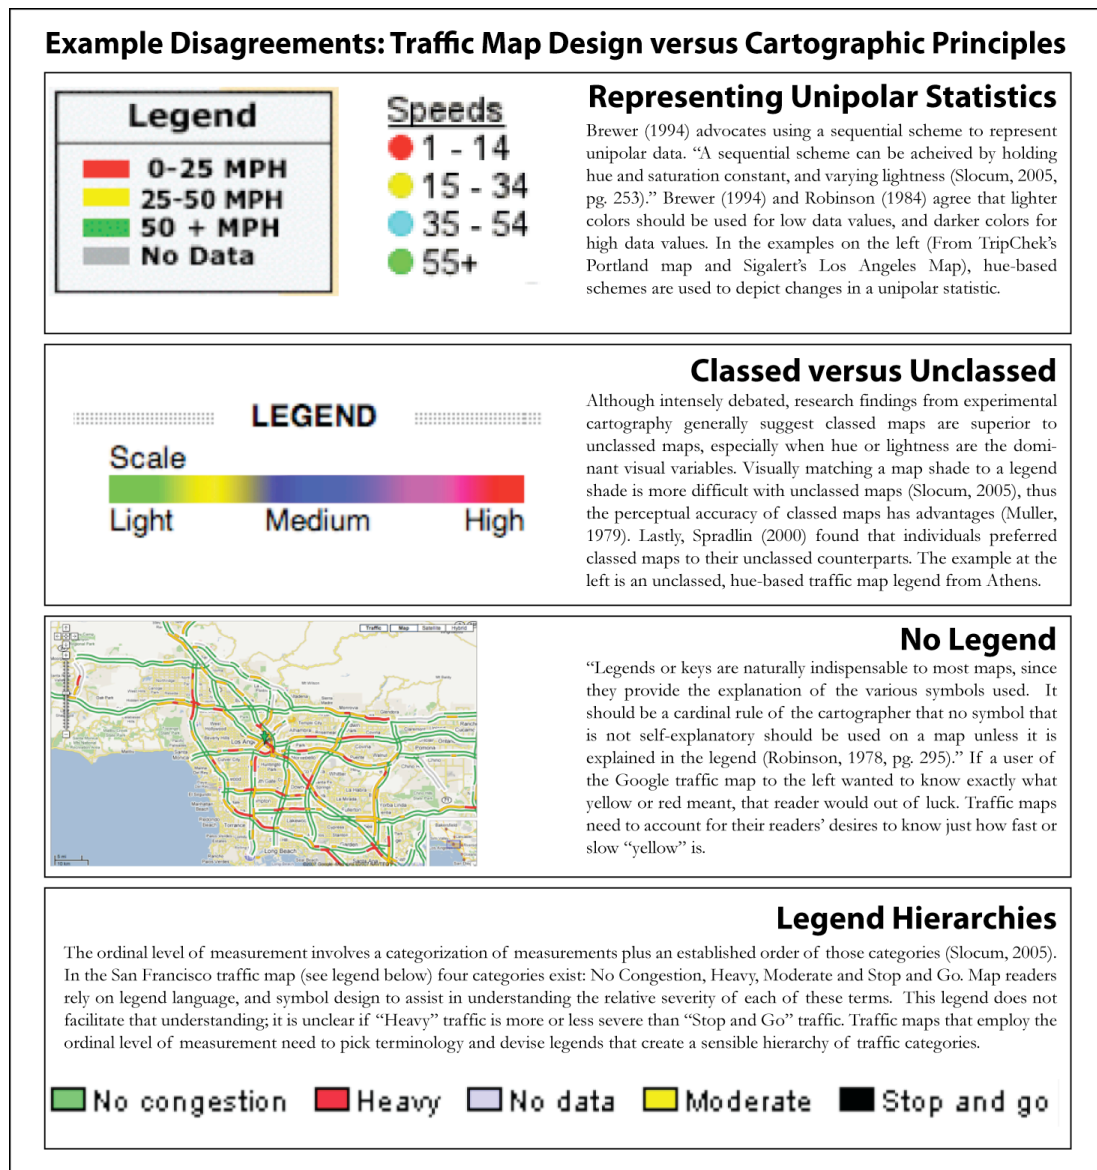 Example Disagreements: Traffic Map Design versus Cartographic Principles
Legend
0-25 MPH
25-50 MPH
50 + MPH
No Data
Speeds
1 - 14
15 - 34
35 - 54
55+
Representing Unipolar Statistics
Brewer (1994) advocates using a sequential scheme to represent
unipolar data. “A sequential scheme can be acheived by holding
hue and saturation constant, and varying lightness (Slocum, 2005,
pg. 253).” Brewer (1994) and Robinson (1984) agree that lighter
colors should be used for low data values, and darker colors for
high data values. In the examples on the left (From TripChek’s
Portland map and Sigalert’s Los Angeles Map), hue-based
schemes are used to depict changes in a unipolar statistic.
LEGEND
Scale
Light Medium High
Classed versus Unclassed
Although intensely debated, research findings from experimental
cartography generally suggest classed maps are superior to
unclassed maps, especially when hue or lightness are the domi-
nant visual variables. Visually matching a map shade to a legend
shade is more difficult with unclassed maps (Slocum, 2005), thus
the perceptual accuracy of classed maps has advantages (Muller,
1979). Lastly, Spradlin (2000) found that individuals preferred
classed maps to their unclassed counterparts. The example at the
left is an unclassed, hue-based traffic map legend from Athens.
Traffic Map Satellite Hybrid
Los Ang
Torrance
Long Beach
Yorba Linda
Pomona
No Legend
“Legends or keys are naturally indispensable to most maps, since
they provide the explanation of the various symbols used. It
should be a cardinal rule of the cartographer that no symbol that
is not self-explanatory should be used on a map unless it is
explained in the legend (Robinson, 1978, pg. 295).” If a user of
the Google traffic map to the left wanted to know exactly what
yellow or red meant, that reader would out of luck. Traffic maps
need to account for their readers’ desires to know just how fast or
slow “yellow” is.
Legend Hierarchies
The ordinal level of measurement involves a categorization of measurements plus an established order of those categories (Slocum, 2005).
In the San Francisco traffic map (see legend below) four categories exist: No Congestion, Heavy, Moderate and Stop and Go. Map readers
rely on legend language, and symbol design to assist in understanding the relative severity of each of these terms. This legend does not
facilitate that understanding; it is unclear if “Heavy” traffic is more or less severe than “Stop and Go” traffic. Traffic maps that employ the
ordinal level of measurement need to pick terminology and devise legends that create a sensible hierarchy of traffic categories.
No congestion Heavy No data Moderate Stop and go